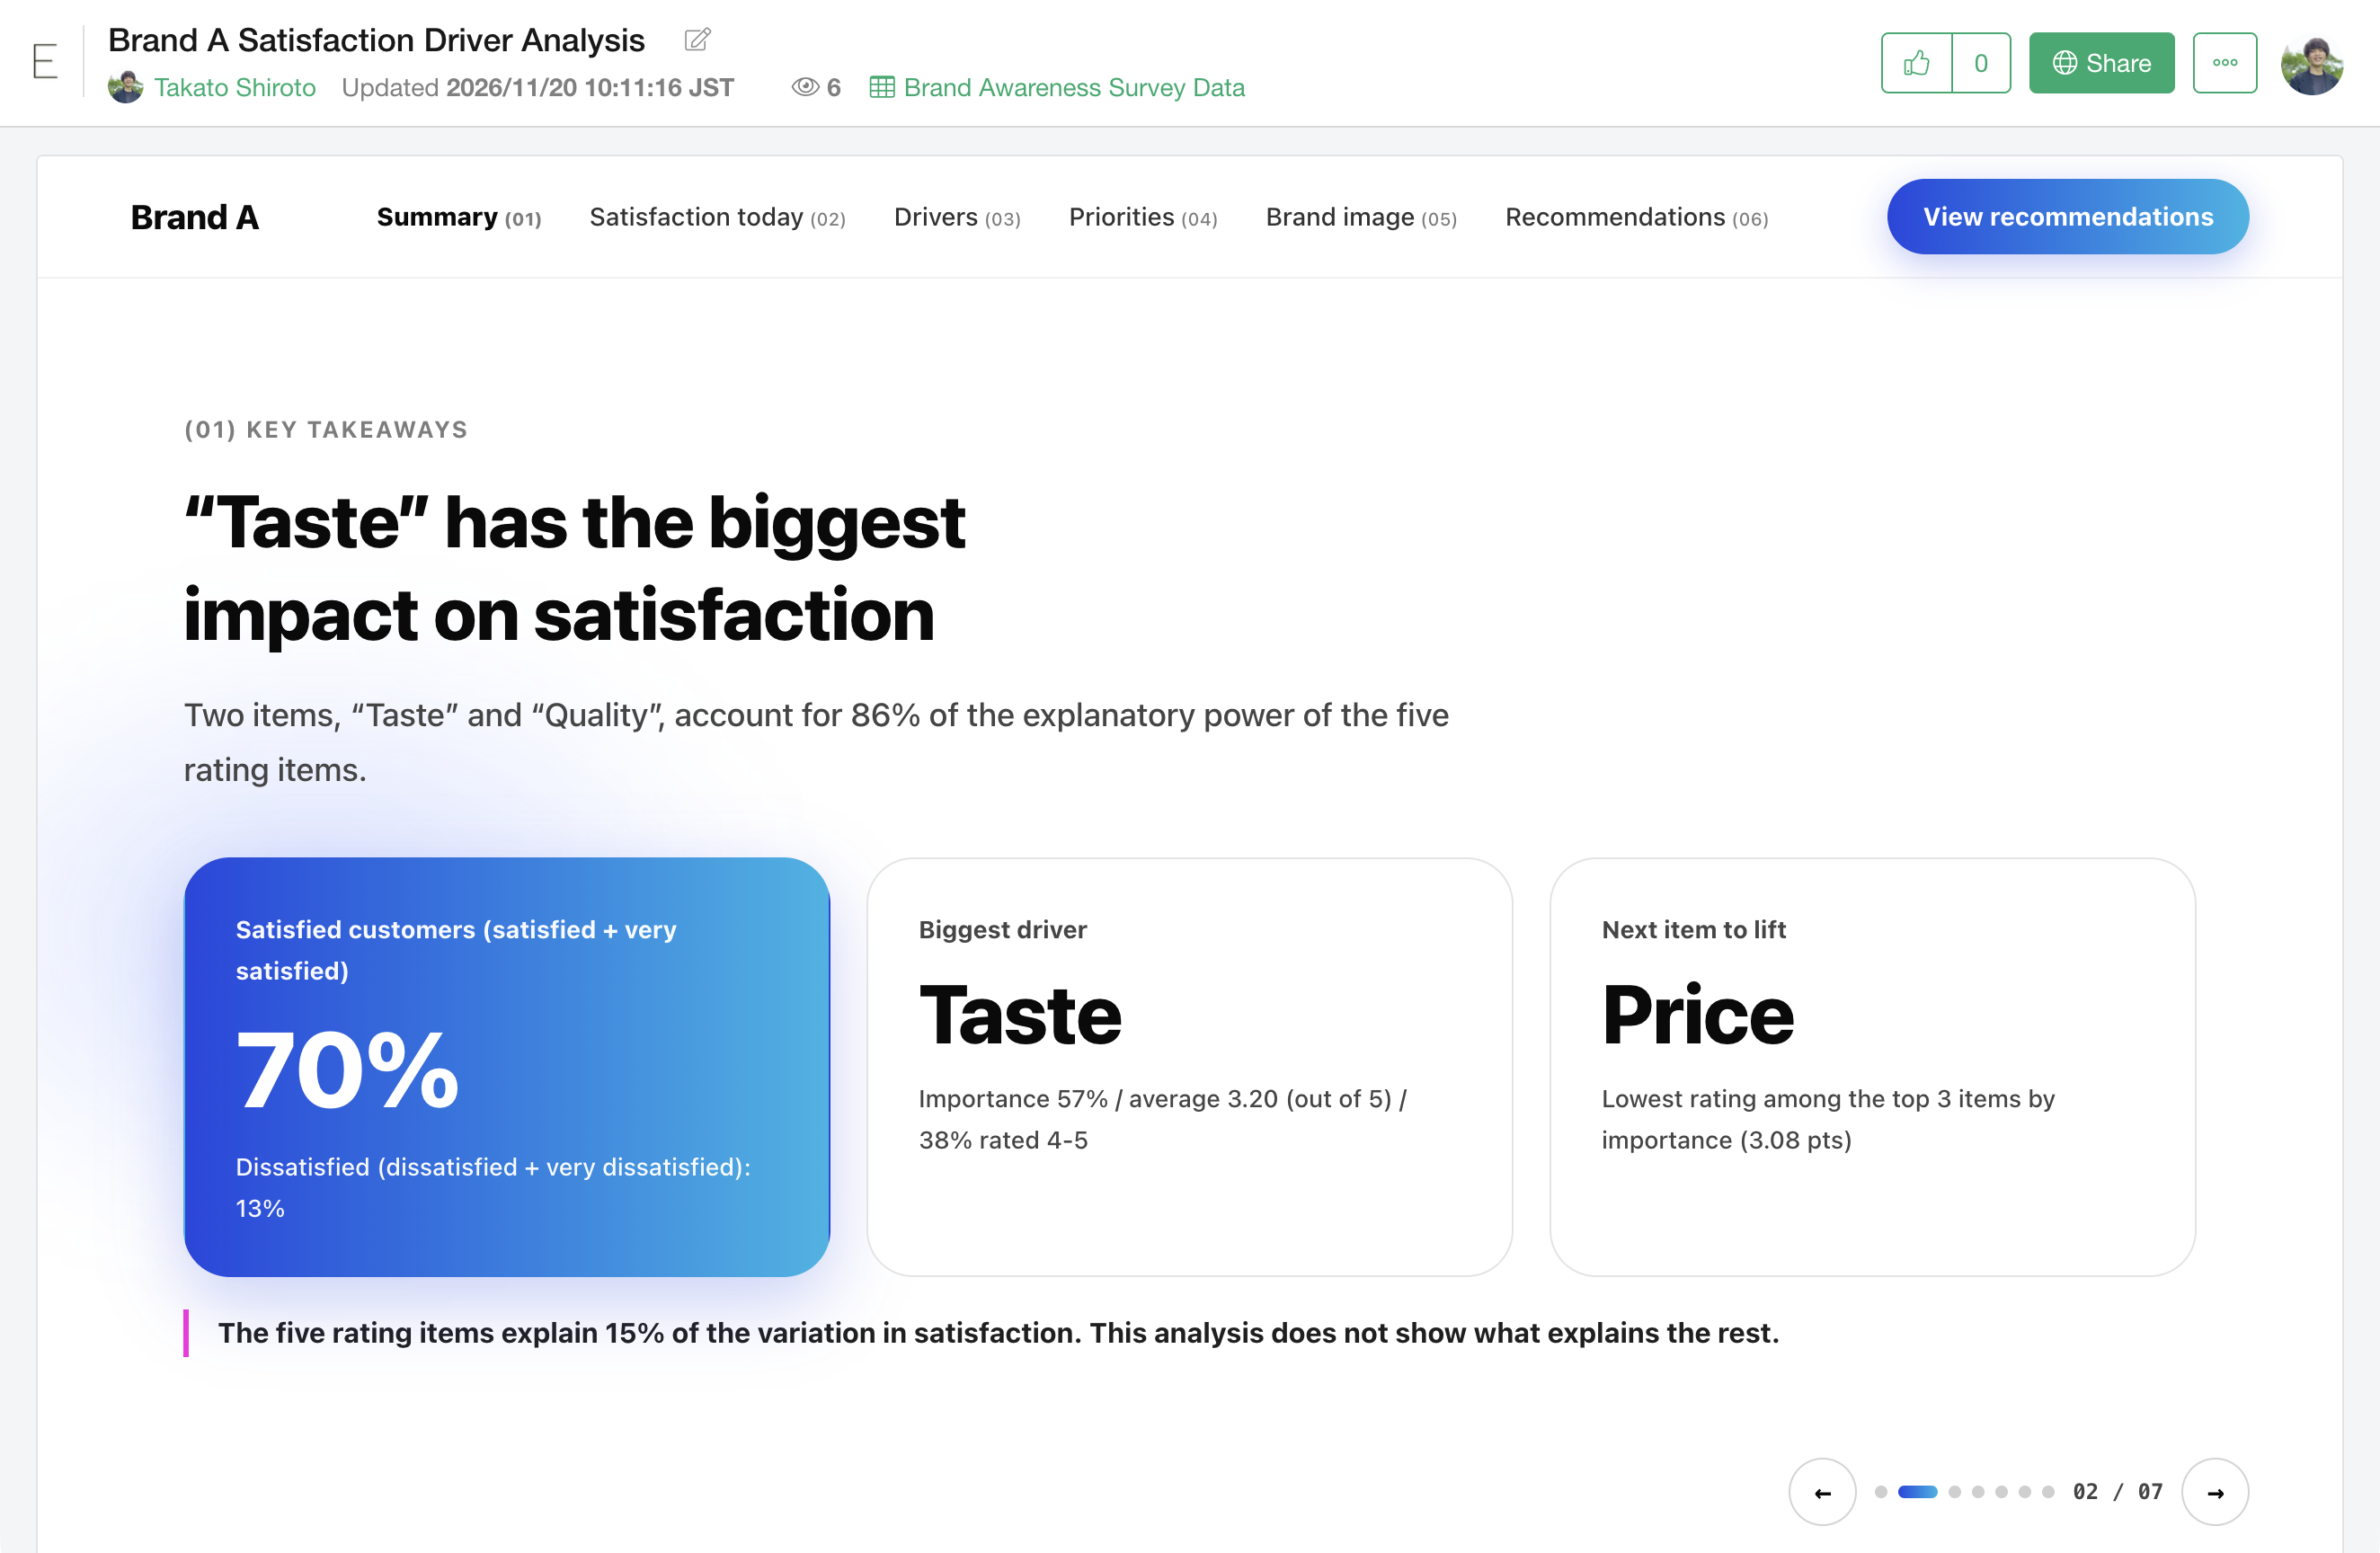 E
Brand A Satisfaction Driver Analysis
Takato Shiroto Updated 2026/11/20 10:11:16 JST 6 Brand Awareness Survey Data
0 Share
Brand A Summary (01) Satisfaction today (02) Drivers (03) Priorities (04) Brand image (05) Recommendations (06) View recommendations
(01) KEY TAKEAWAYS
“Taste” has the biggest
impact on satisfaction
Two items, “Taste” and “Quality”, account for 86% of the explanatory power of the five
rating items.
Satisfied customers (satisfied + very
satisfied)
70%
Dissatisfied (dissatisfied + very dissatisfied):
13%
Biggest driver
Taste
Importance 57% / average 3.20 (out of 5) /
38% rated 4-5
Next item to lift
Price
Lowest rating among the top 3 items by
importance (3.08 pts)
The five rating items explain 15% of the variation in satisfaction. This analysis does not show what explains the rest.
← 02 / 07 →